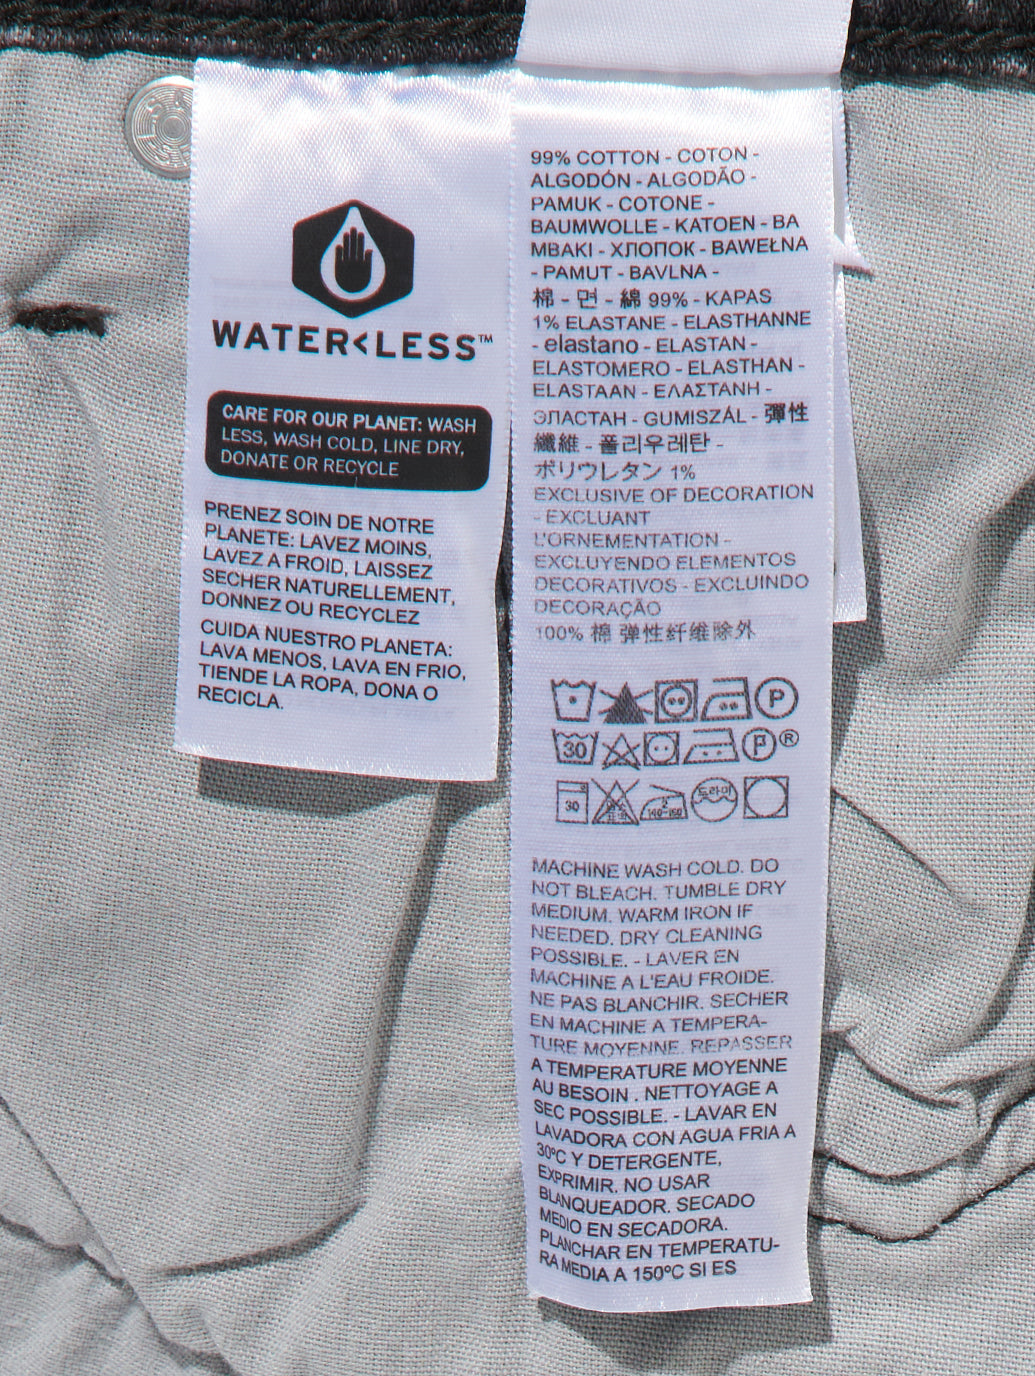 WATER<LESS™
CARE FOR OUR PLANET: WASH
LESS, WASH COLD, LINE DRY,
DONATE OR RECYCLE
PRENEZ SOIN DE NOTRE
PLANETE: LAVEZ MOINS,
LAVEZ A FROID, LAISSEZ
SECHER NATURELLEMENT,
DONNEZ OU RECYCLEZ
CUIDA NUESTRO PLANETA:
LAVA MENOS, LAVA EN FRIO,
TIENDE LA ROPA, DONA O
RECICLA.
99% COTTON - COTON -
ALGODÓN - ALGODÃO -
PAMUK - COTONE -
BAUMWOLLE - KATOEN - BA
MBAKI - ХЛОПОК - BAWEŁNA
- PAMUT - BAVLNA -
棉 - 면 - 綿 99% - KAPAS
1% ELASTANE - ELASTHANNE
- elastano - ELASTAN -
ELASTOMERO - ELASTHAN -
ELASTAAN - ΕΛΑΣΤΑΝΗ -
ЭЛАСТАН - GUMISZÁL - 彈性
纖維 - 폴리우레탄 -
ポリウレタン 1%
EXCLUSIVE OF DECORATION
- EXCLUANT
L'ORNEMENTATION -
EXCLUYENDO ELEMENTOS
DECORATIVOS - EXCLUINDO
DECORAÇÃO
100% 棉 弹性纤维除外
P
30 P ®
30 140-160 드라이
MACHINE WASH COLD. DO
NOT BLEACH. TUMBLE DRY
MEDIUM. WARM IRON IF
NEEDED. DRY CLEANING
POSSIBLE. - LAVER EN
MACHINE A L'EAU FROIDE.
NE PAS BLANCHIR. SECHER
EN MACHINE A TEMPERA-
TURE MOYENNE. REPASSER
A TEMPERATURE MOYENNE
AU BESOIN . NETTOYAGE A
SEC POSSIBLE. - LAVAR EN
LAVADORA CON AGUA FRIA A
30ºC Y DETERGENTE,
EXPRIMIR. NO USAR
BLANQUEADOR. SECADO
MEDIO EN SECADORA.
PLANCHAR EN TEMPERATU-
RA MEDIA A 150ºC SI ES